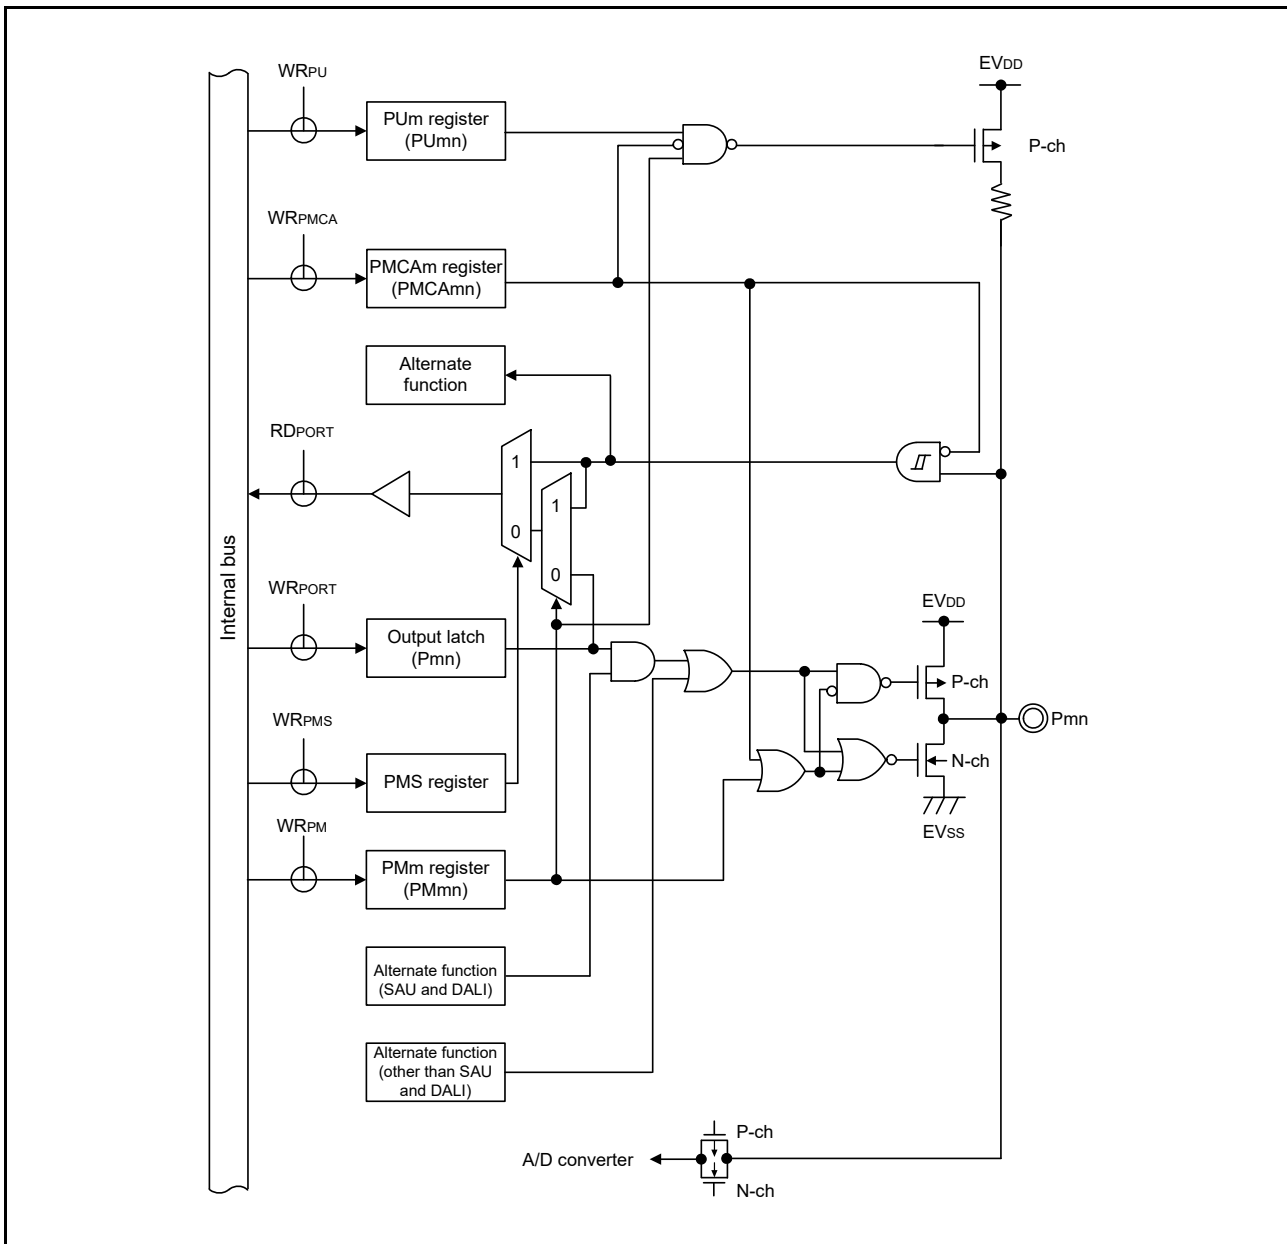 WRPU
EVDD
PUm register
(PUmn)
P-ch
WRPMCA
PMCAm register
(PMCAmn)
Alternate
function
RDPORT
1
0
1
0
Internal bus
WRPORT
Output latch
(Pmn)
EVDD
P-ch
Pmn
WRPMS
PMS register
N-ch
EVSS
WRPM
PMm register
(PMmn)
Alternate function
(SAU and DALI)
Alternate function
(other than SAU
and DALI)
P-ch
A/D converter
N-ch